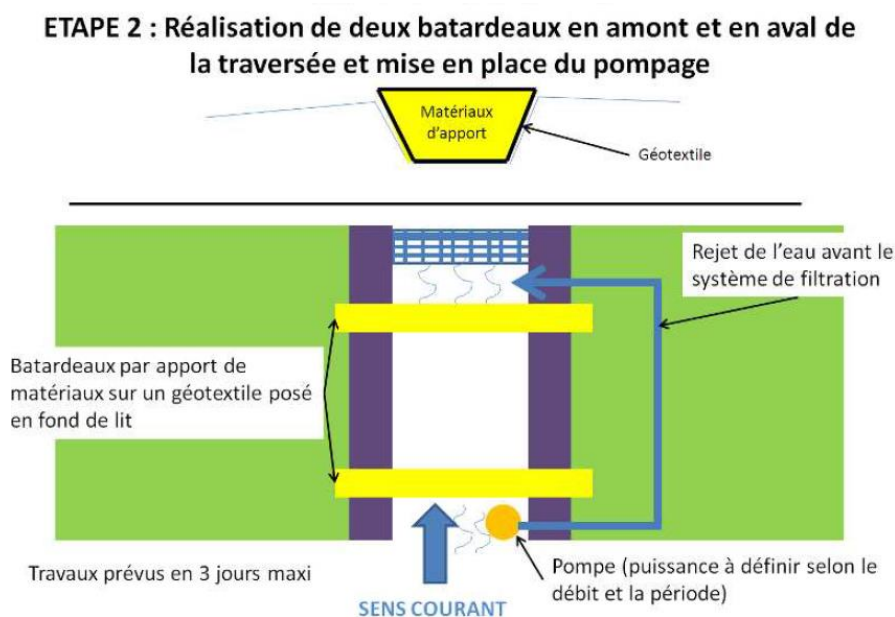 ETAPE 2 : Réalisation de deux batardeaux en amont et en aval de
la traversée et mise en place du pompage
Matériaux
d'apport
Géotextile
Rejet de l'eau avant le
système de filtration
Batardeaux par apport de
matériaux sur un géotextile posé
en fond de lit
Travaux prévus en 3 jours maxi
Pompe (puissance à définir selon le
débit et la période)
SENS COURANT